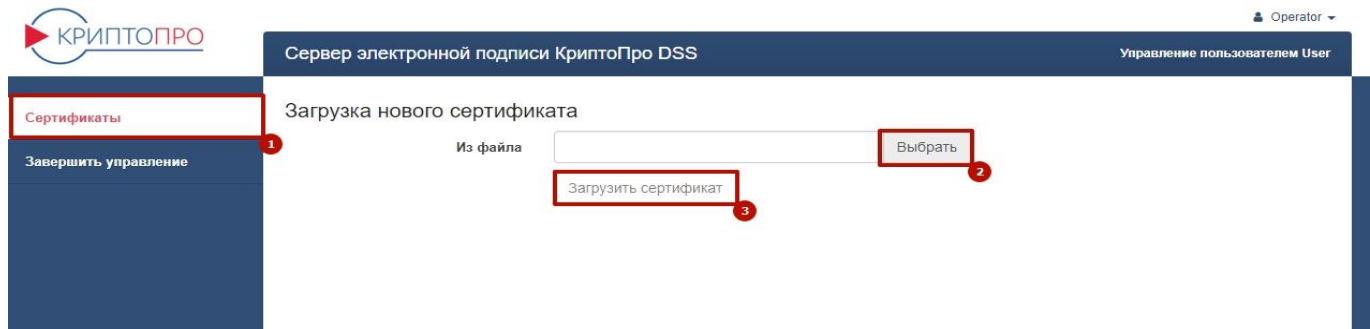 Operator
КРИПТОПРО
Сервер электронной подписи КриптоПро DSS
Управление пользователем User
Сертификаты
1
Завершить управление
Загрузка нового сертификата
Из файла
Выбрать
2
Загрузить сертификат
3